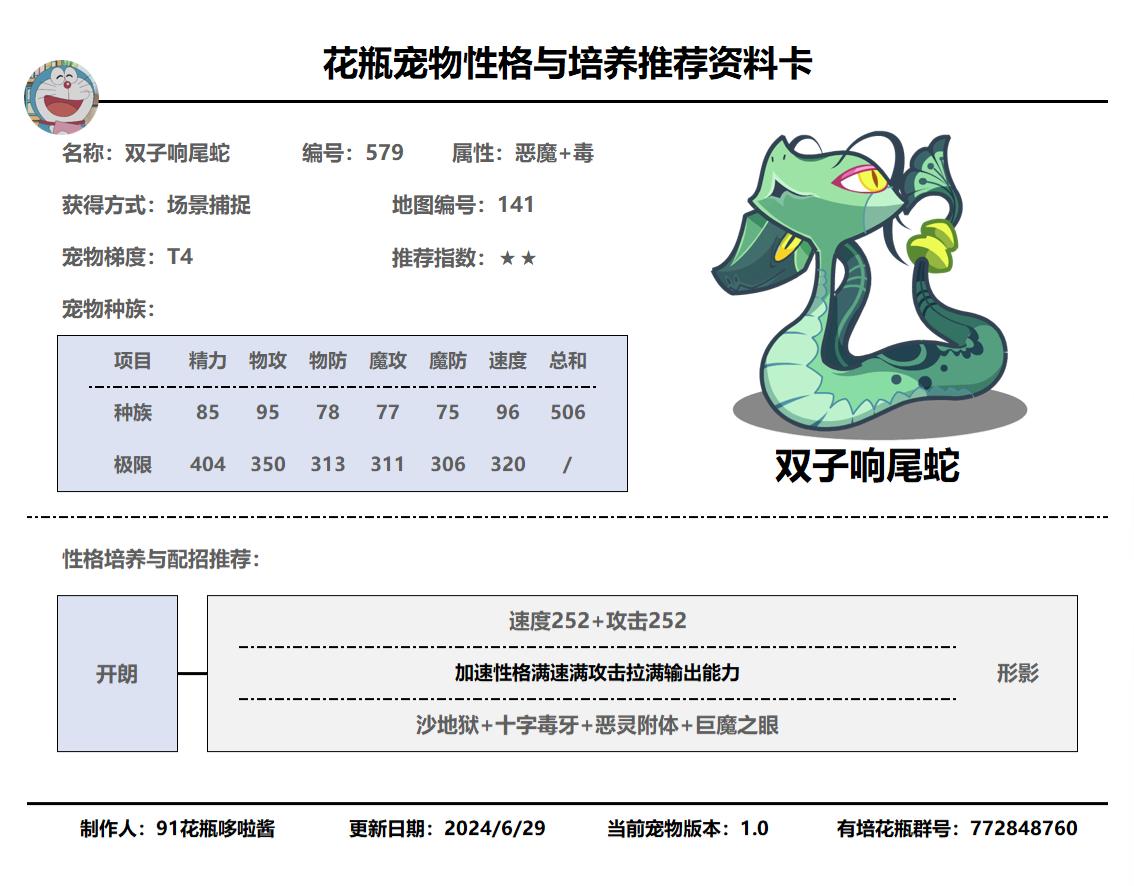 花瓶宠物性格与培养推荐资料卡
名称：双子响尾蛇 编号：579 属性：恶魔+毒
获得方式：场景捕捉 地图编号：141
宠物梯度：T4 推荐指数：★★
宠物种族：
项目 精力 物攻 物防 魔攻 魔防 速度 总和
种族 85 95 78 77 75 96 506
极限 404 350 313 311 306 320 /
双子响尾蛇
性格培养与配招推荐：
速度252+攻击252
开朗 加速性格满速满攻击拉满输出能力 形影
沙地狱+十字毒牙+恶灵附体+巨魔之眼
制作人：91花瓶哆啦酱 更新日期：2024/6/29 当前宠物版本：1.0 有培花瓶群号：772848760